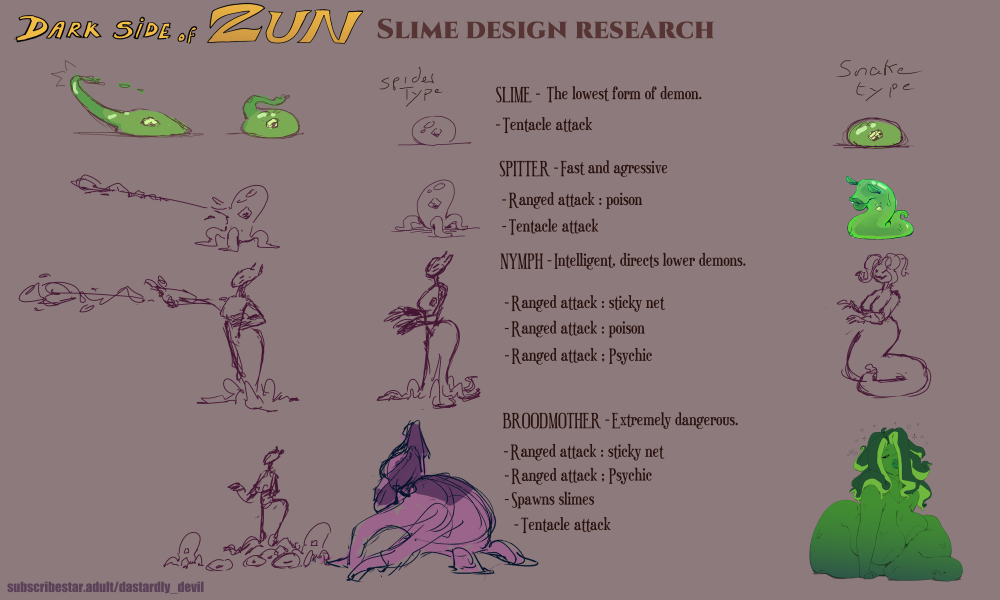 DARK SIDE OF ZUN
SLIME DESIGN RESEARCH
spider
Type
Snake
type
SLIME - The lowest form of demon.
- Tentacle attack
SPITTER - Fast and agressive
- Ranged attack : poison
- Tentacle attack
NYMPH - Intelligent, directs lower demons.
- Ranged attack : sticky net
- Ranged attack : poison
- Ranged attack ; Psychic
BROODMOTHER - Extremely dangerous.
- Ranged attack : sticky net
- Ranged attack ; Psychic
- Spawns slimes
- Tentacle attack
subscribestar.adult/dastardly_devil